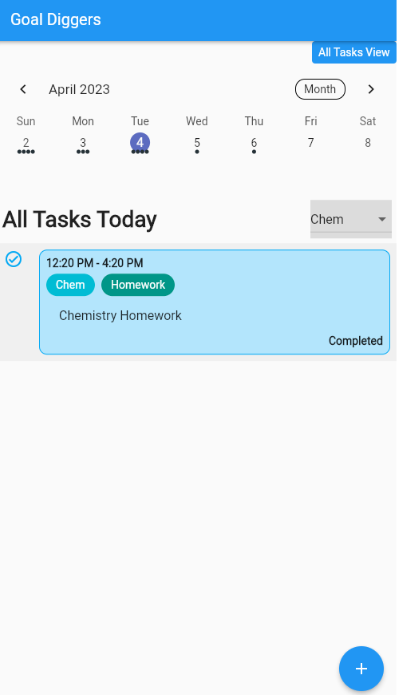 Goal Diggers
All Tasks View
April 2023 Month
Sun Mon Tue Wed Thu Fri Sat
2 3 4 5 6 7 8
All Tasks Today Chem
12:20 PM - 4:20 PM
Chem Homework
Chemistry Homework
Completed